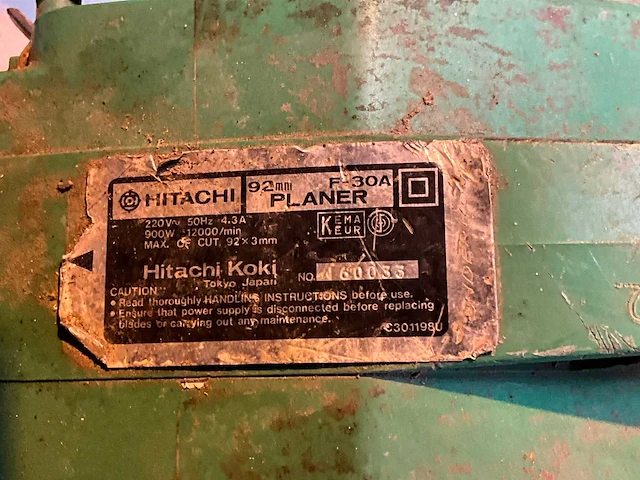 HITACHI 92mm F-30A
PLANER
220V~ 50Hz 4.3A
900W 12000/min
MAX. OF CUT. 92×3mm
KEMA
KEUR
Hitachi Koki NO.
Tokyo Japan
CAUTION
• Read thoroughly HANDLING INSTRUCTIONS before use.
• Ensure that power supply is disconnected before replacing
blades or carrying out any maintenance.
C301198U